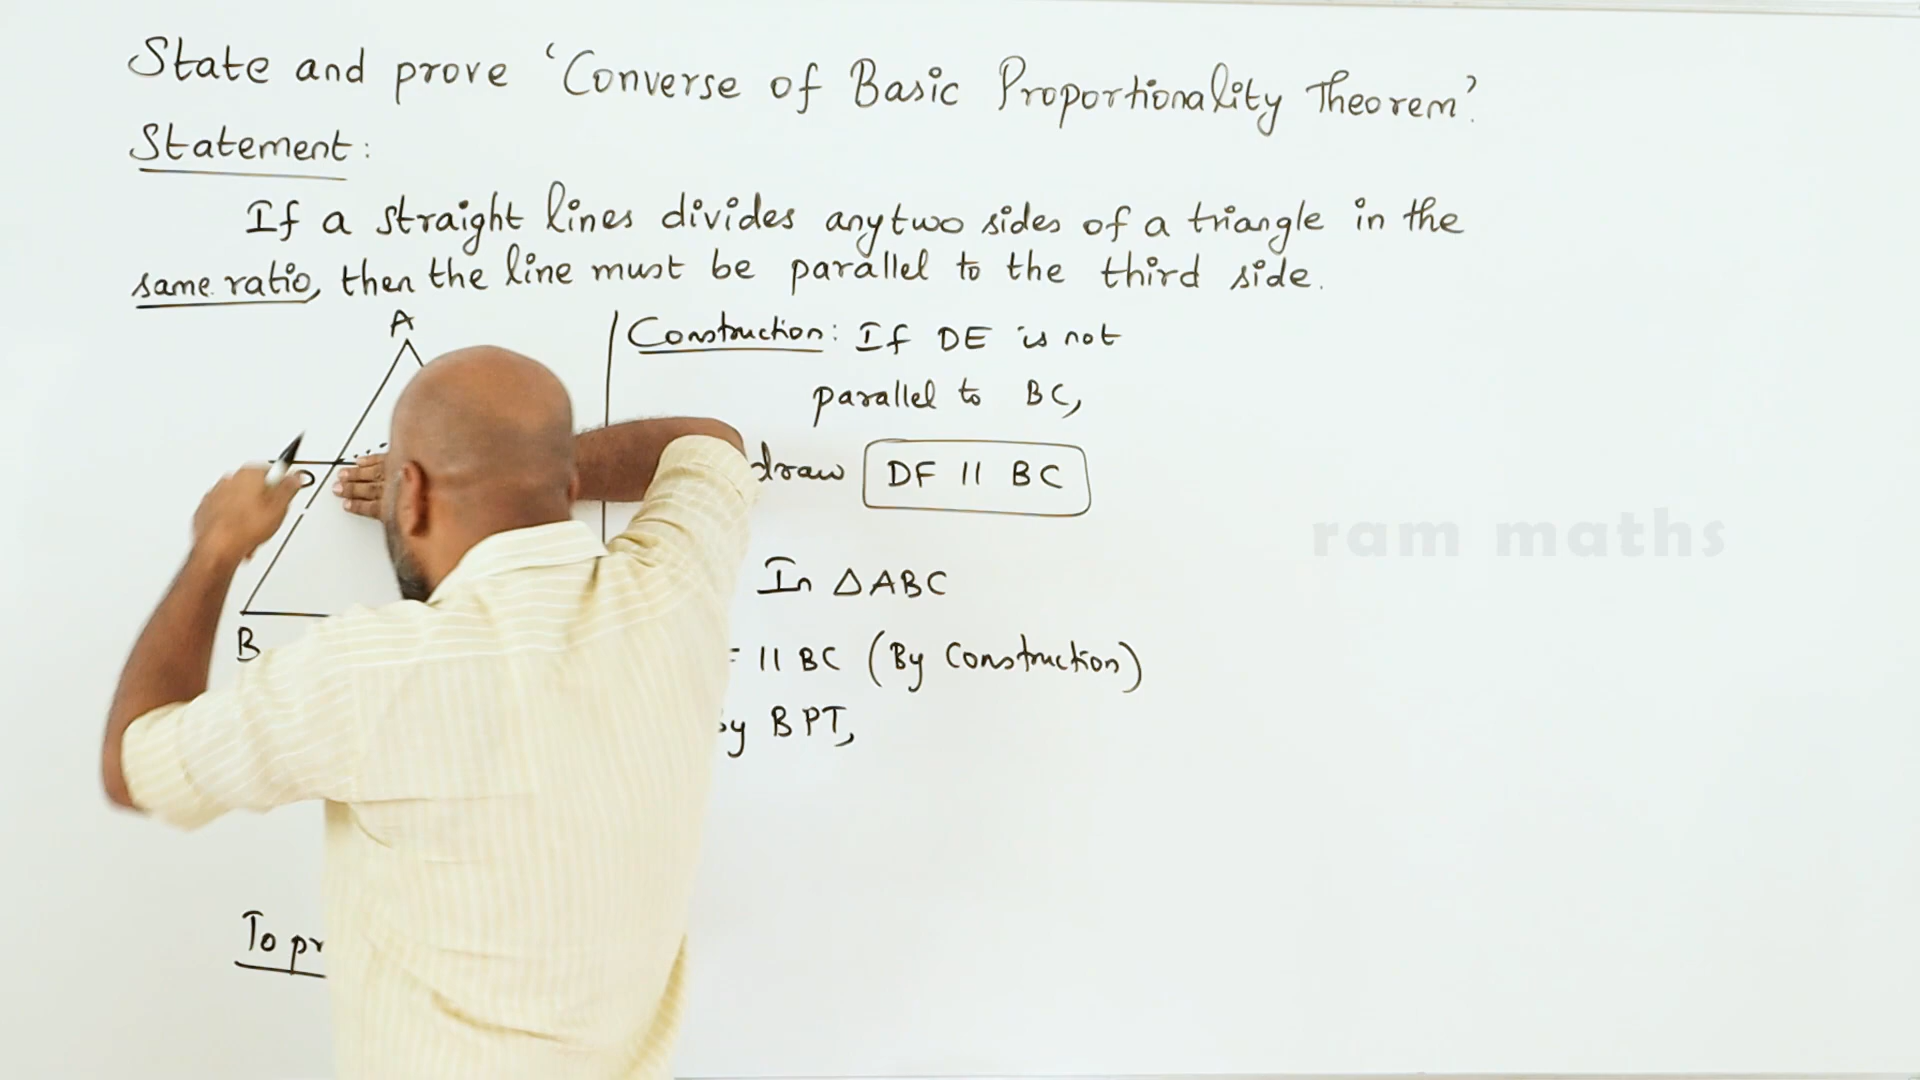 State and prove 'Converse of Basic Proportionality Theorem'.
Statement:
If a straight lines divides any two sides of a triangle in the
same ratio, then the line must be parallel to the third side.
A
D
B
To pr
Construction: If DE is not
parallel to BC,
draw DF || BC
In △ABC
|| BC (By Construction)
By BPT,
ram maths